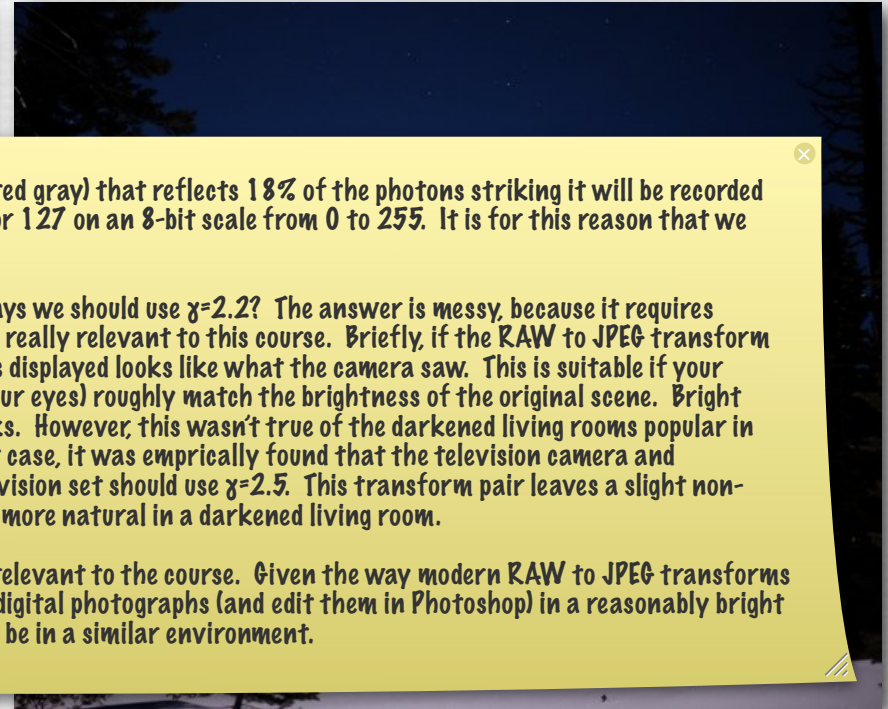 red gray) that reflects 18% of the photons striking it will be recorded
or 127 on an 8-bit scale from 0 to 255. It is for this reason that we
ays we should use γ=2.2? The answer is messy, because it requires
really relevant to this course. Briefly, if the RAW to JPEG transform
s displayed looks like what the camera saw. This is suitable if your
ur eyes) roughly match the brightness of the original scene. Bright
ks. However, this wasn't true of the darkened living rooms popular in
case, it was emprically found that the television camera and
vision set should use γ=2.5. This transform pair leaves a slight non-
more natural in a darkened living room.
relevant to the course. Given the way modern RAW to JPEG transforms
digital photographs (and edit them in Photoshop) in a reasonably bright
be in a similar environment.